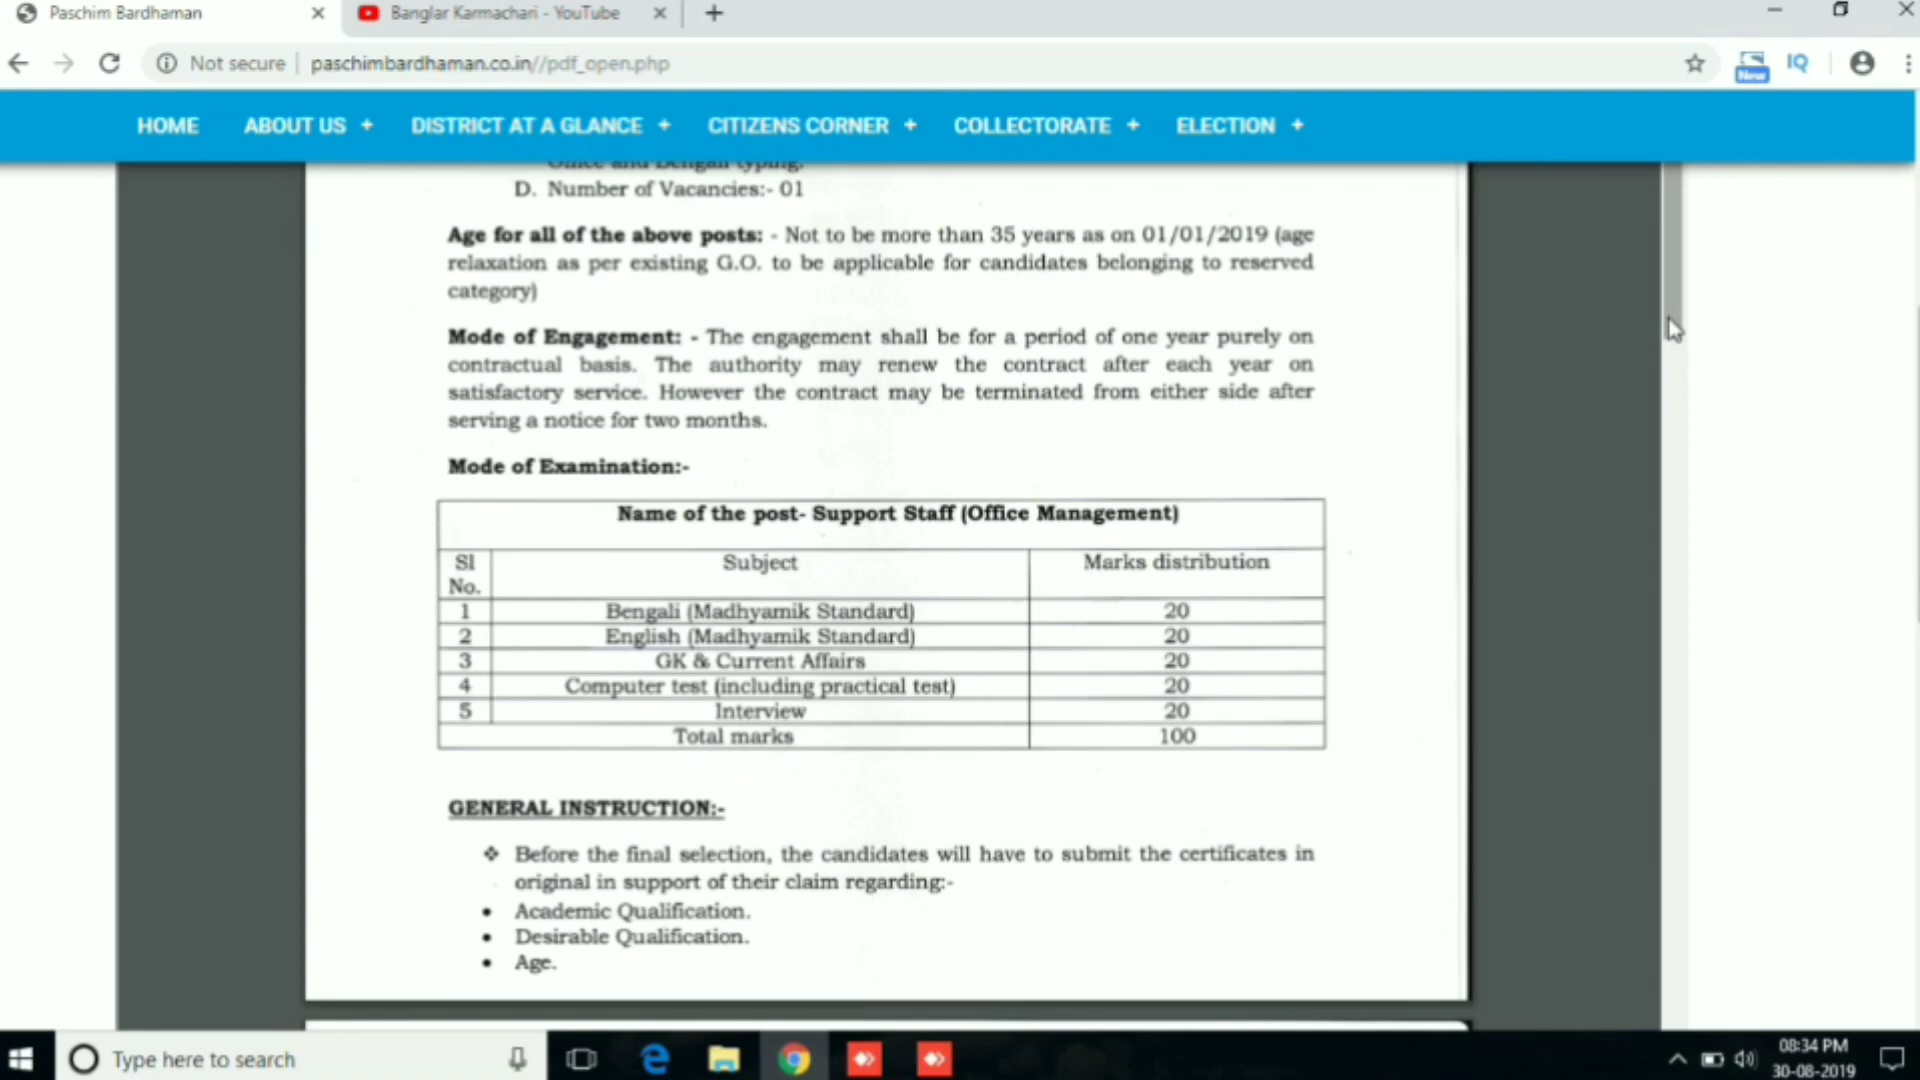 Paschim Bardhaman
Banglar Karmachari - YouTube
Not secure
paschimbardhaman.co.in//pdf_open.php
New
IQ
HOME
ABOUT US +
DISTRICT AT A GLANCE +
CITIZENS CORNER +
COLLECTORATE +
ELECTION +
Office and Bengali typing.
D. Number of Vacancies:- 01
Age for all of the above posts: - Not to be more than 35 years as on 01/01/2019 (age
relaxation as per existing G.O. to be applicable for candidates belonging to reserved
category)
Mode of Engagement: - The engagement shall be for a period of one year purely on
contractual basis. The authority may renew the contract after each year on
satisfactory service. However the contract may be terminated from either side after
serving a notice for two months.
Mode of Examination:-
Name of the post- Support Staff (Office Management)
Sl No. Subject Marks distribution
1 Bengali (Madhyamik Standard) 20
2 English (Madhyamik Standard) 20
3 GK & Current Affairs 20
4 Computer test (including practical test) 20
5 Interview 20
Total marks 100
GENERAL INSTRUCTION:-
❖ Before the final selection, the candidates will have to submit the certificates in
original in support of their claim regarding:-
• Academic Qualification.
• Desirable Qualification.
• Age.
Type here to search
08:34 PM
30-08-2019